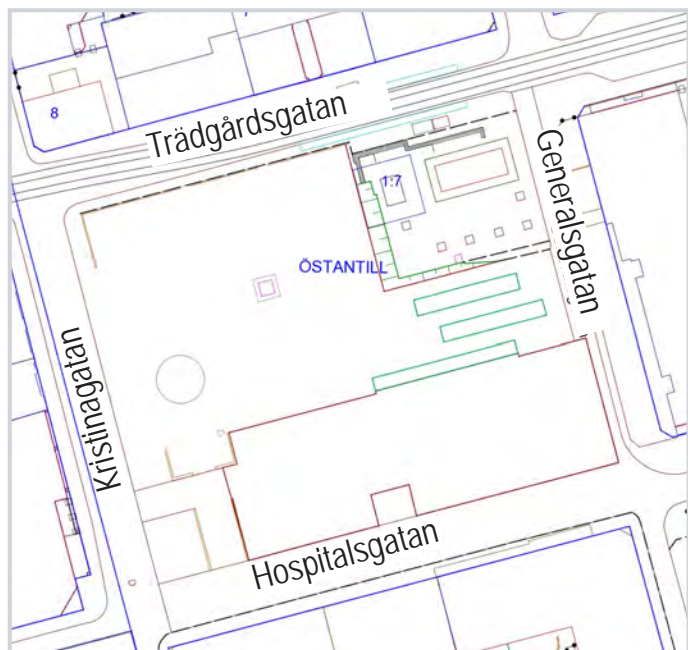 8
Trädgårdsgatan
Generalsgatan
1:7
ÖSTANTILL
Kristinagatan
Hospitalsgatan